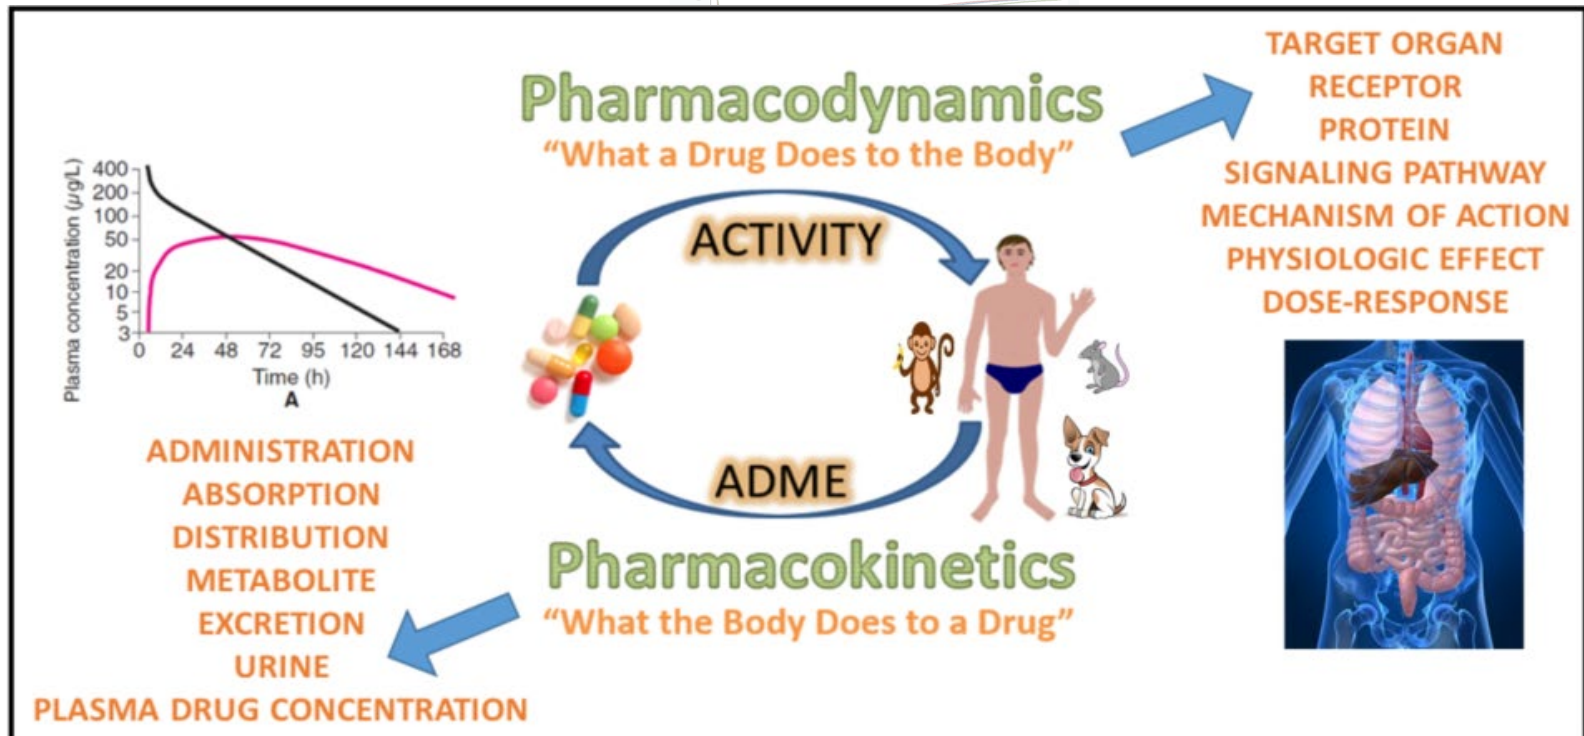 Pharmacodynamics
“What a Drug Does to the Body”
TARGET ORGAN
RECEPTOR
PROTEIN
SIGNALING PATHWAY
MECHANISM OF ACTION
PHYSIOLOGIC EFFECT
DOSE-RESPONSE
Plasma concentration (µg/L)
400
200
100
50
20
10
5
3
0 24 48 72 95 120 144 168
Time (h)
A
ACTIVITY
ADME
Pharmacokinetics
“What the Body Does to a Drug”
ADMINISTRATION
ABSORPTION
DISTRIBUTION
METABOLITE
EXCRETION
URINE
PLASMA DRUG CONCENTRATION